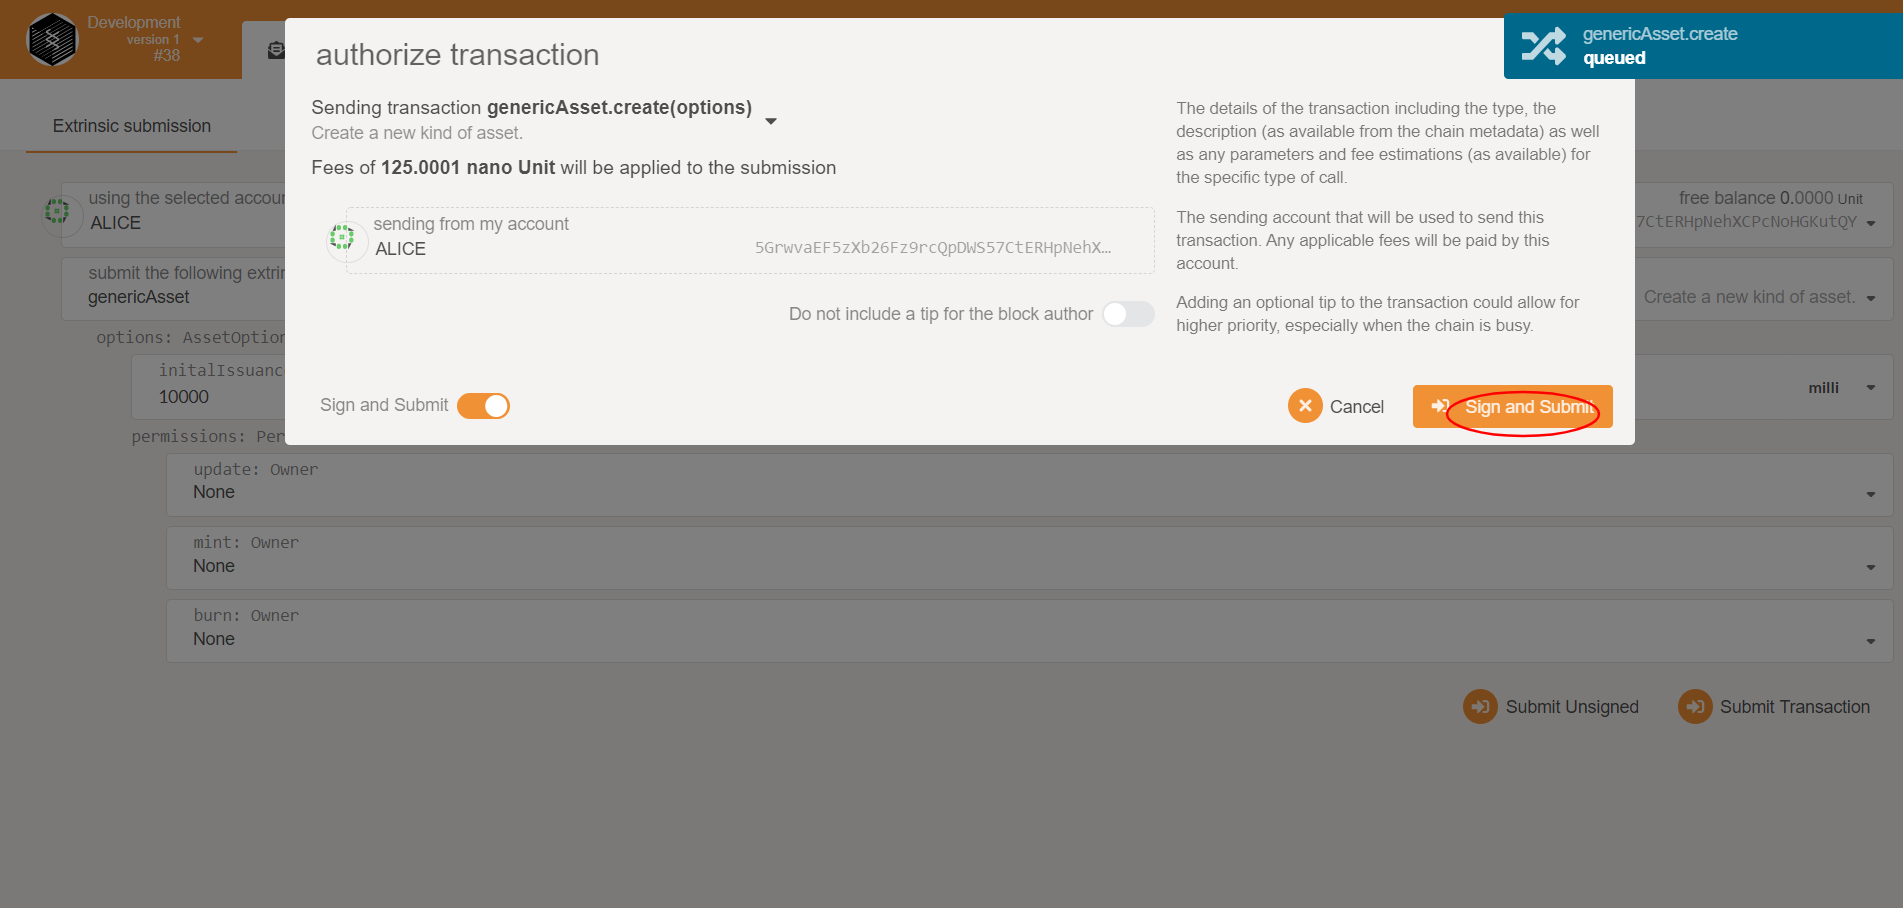 Development
version 1
#38
authorize transaction
genericAsset.create
queued
Extrinsic submission
Sending transaction genericAsset.create(options)
Create a new kind of asset.
Fees of 125.0001 nano Unit will be applied to the submission
The details of the transaction including the type, the
description (as available from the chain metadata) as well
as any parameters and fee estimations (as available) for
the specific type of call.
using the selected accou
ALICE
free balance 0.0000 Unit
7CtERHpNehXCPcNoHGKutQY
sending from my account
ALICE
5GrwvaEF5zXb26Fz9rcQpDWS57CtERHpNehX…
The sending account that will be used to send this
transaction. Any applicable fees will be paid by this
account.
submit the following extrin
genericAsset
Create a new kind of asset.
Do not include a tip for the block author
Adding an optional tip to the transaction could allow for
higher priority, especially when the chain is busy.
options: AssetOption
initalIssuanc
10000
milli
Sign and Submit
Cancel
Sign and Submit
permissions: Per
update: Owner
None
mint: Owner
None
burn: Owner
None
Submit Unsigned
Submit Transaction